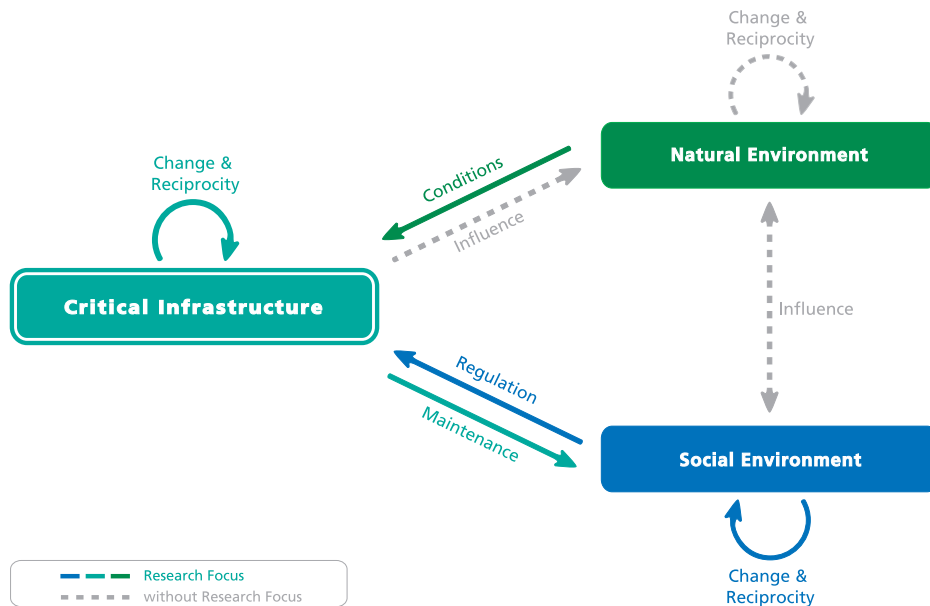 Change &
Reciprocity
Natural Environment
Change &
Reciprocity
Conditions
Influence
Critical Infrastructure
Influence
Regulation
Maintenance
Social Environment
Change &
Reciprocity
Research Focus
without Research Focus